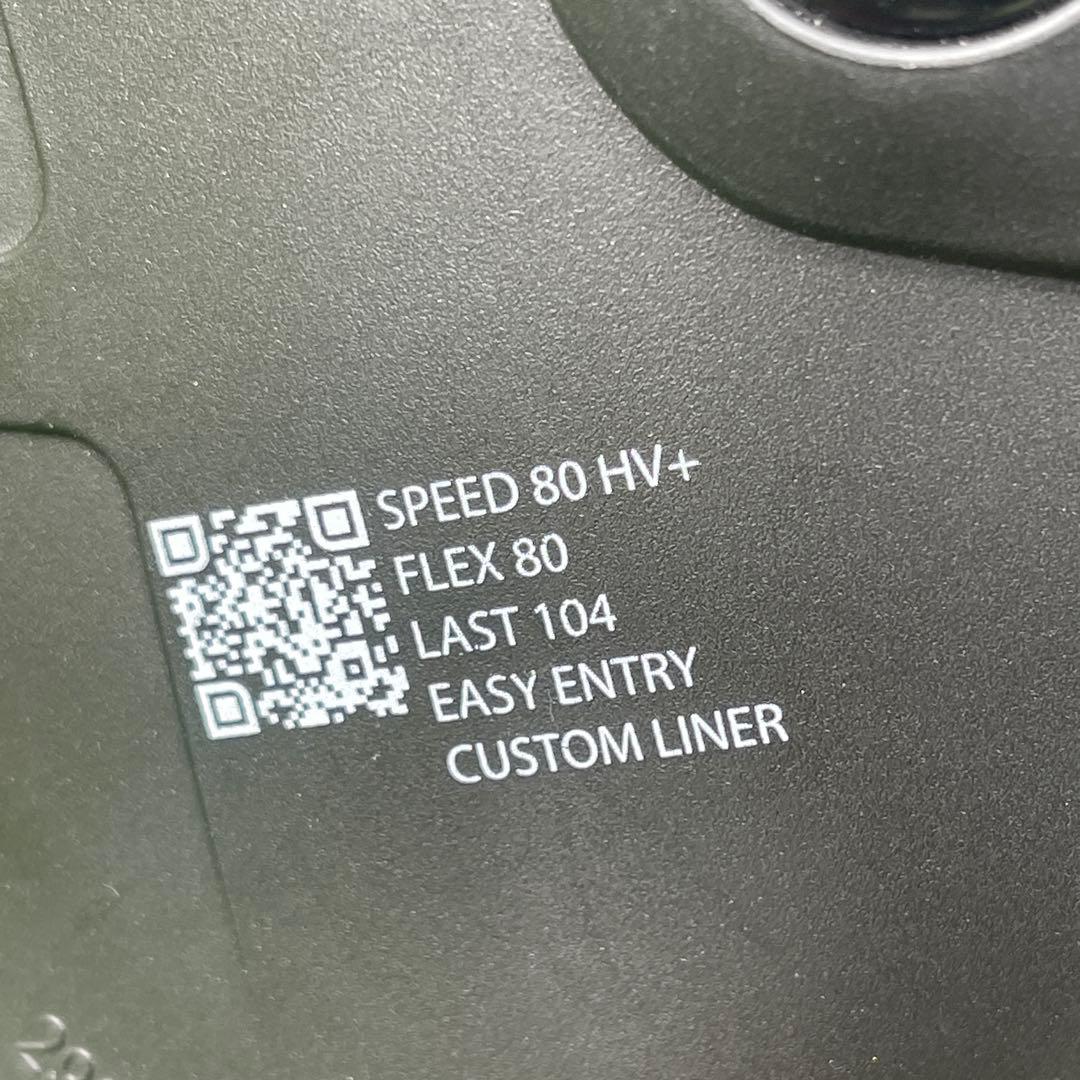 SPEED 80 HV+
FLEX 80
LAST 104
EASY ENTRY
CUSTOM LINER